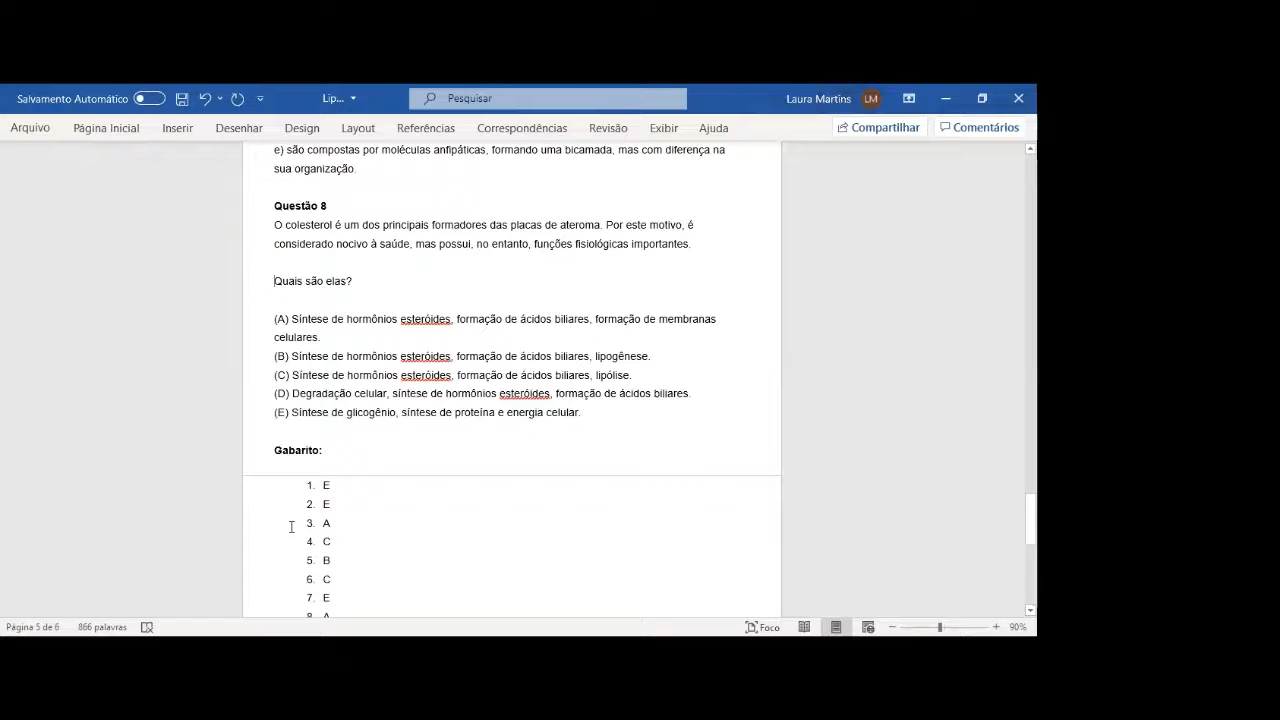 Salvamento Automático
Lip...
Pesquisar
Laura Martins LM
Arquivo Página Inicial Inserir Desenhar Design Layout Referências Correspondências Revisão Exibir Ajuda Compartilhar Comentários
e) são compostas por moléculas anfipáticas, formando uma bicamada, mas com diferença na
sua organização.
Questão 8
O colesterol é um dos principais formadores das placas de ateroma. Por este motivo, é
considerado nocivo à saúde, mas possui, no entanto, funções fisiológicas importantes.
Quais são elas?
(A) Síntese de hormônios esteróides, formação de ácidos biliares, formação de membranas
celulares.
(B) Síntese de hormônios esteróides, formação de ácidos biliares, lipogênese.
(C) Síntese de hormônios esteróides, formação de ácidos biliares, lipólise.
(D) Degradação celular, síntese de hormônios esteróides, formação de ácidos biliares.
(E) Síntese de glicogênio, síntese de proteína e energia celular.
Gabarito:
1. E
2. E
3. A
4. C
5. B
6. C
7. E
8. A
Página 5 de 6 866 palavras Foco 90%